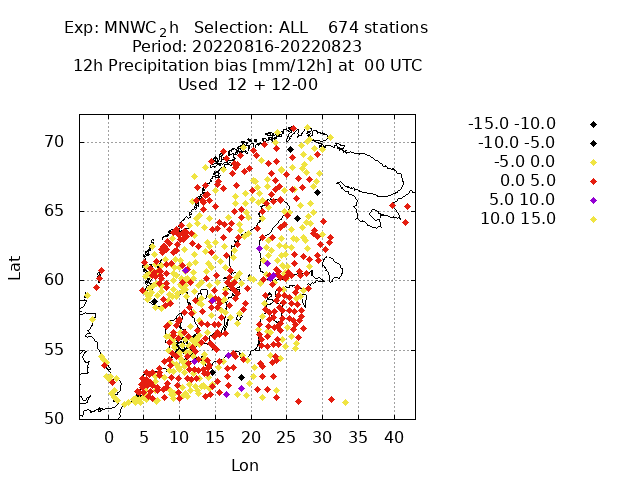 Exp: MNWC_2h   Selection: ALL    674 stations
Period: 20220816-20220823
12h Precipitation bias [mm/12h] at  00 UTC
Used  12 + 12-00
-15.0 -10.0
-10.0 -5.0
-5.0 0.0
0.0 5.0
5.0 10.0
10.0 15.0
70
65
60
55
50
Lat
0 5 10 15 20 25 30 35 40
Lon